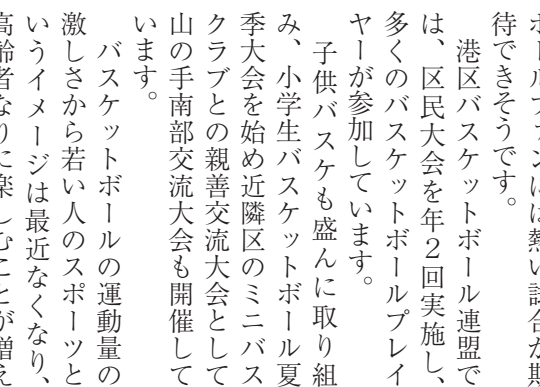 ボールファンには熱い試合が期
待できそうです。
港区バスケットボール連盟で
は、区民大会を年２回実施し、
多くのバスケットボールプレイ
ヤーが参加しています。
子供バスケも盛んに取り組
み、小学生バスケットボール夏
季大会を始め近隣区のミニバス
クラブとの親善交流大会として
山の手南部交流大会も開催して
います。
バスケットボールの運動量の
激しさから若い人のスポーツと
いうイメージは最近なくなり、
高齢者なりに楽しむことが増え